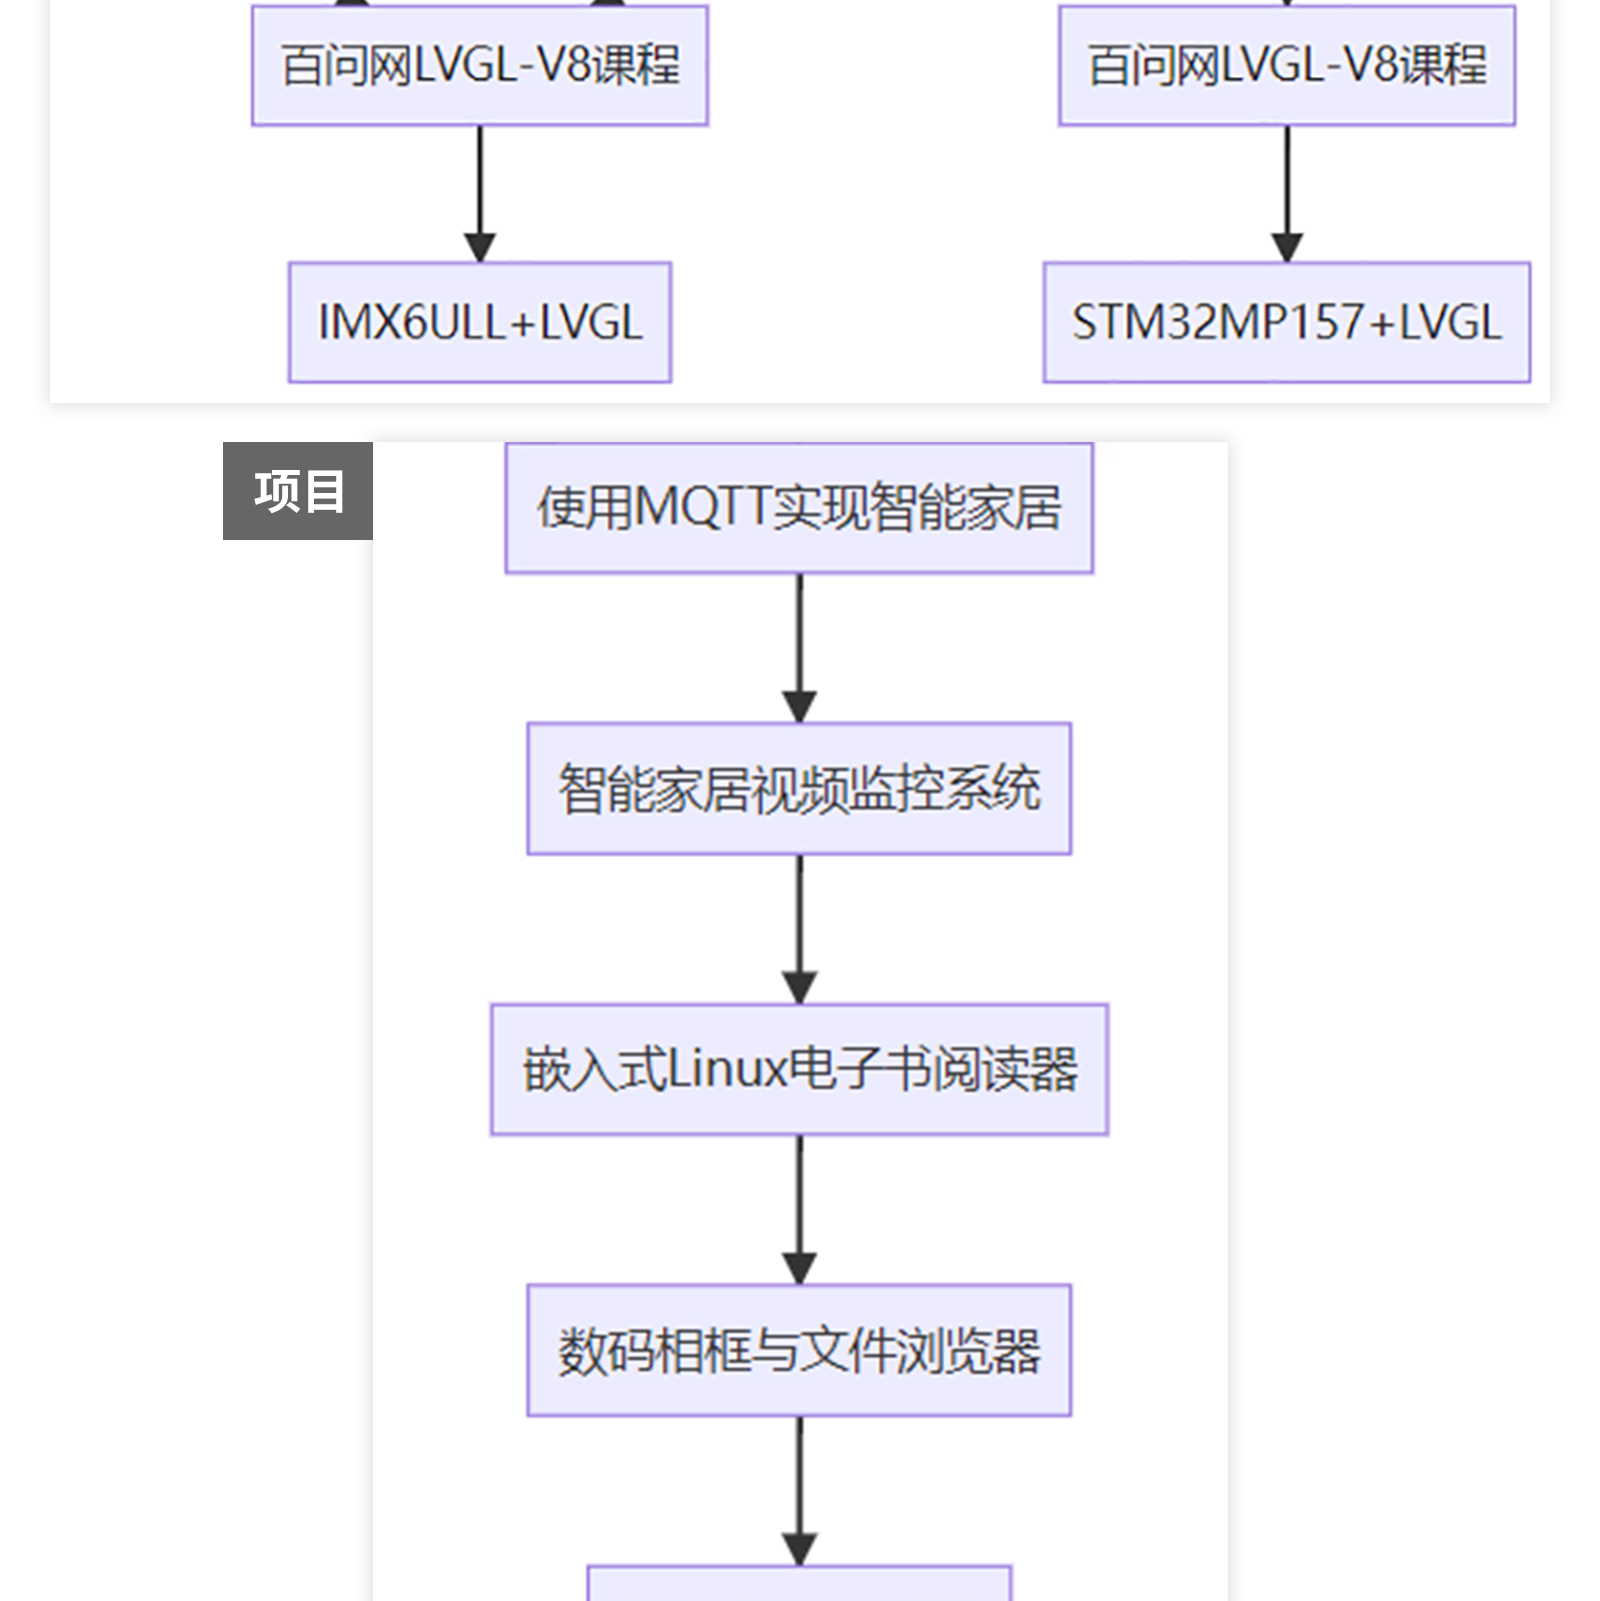 百问网LVGL-V8课程
百问网LVGL-V8课程
IMX6ULL+LVGL
STM32MP157+LVGL
项目
使用MQTT实现智能家居
智能家居视频监控系统
嵌入式Linux电子书阅读器
数码相框与文件浏览器